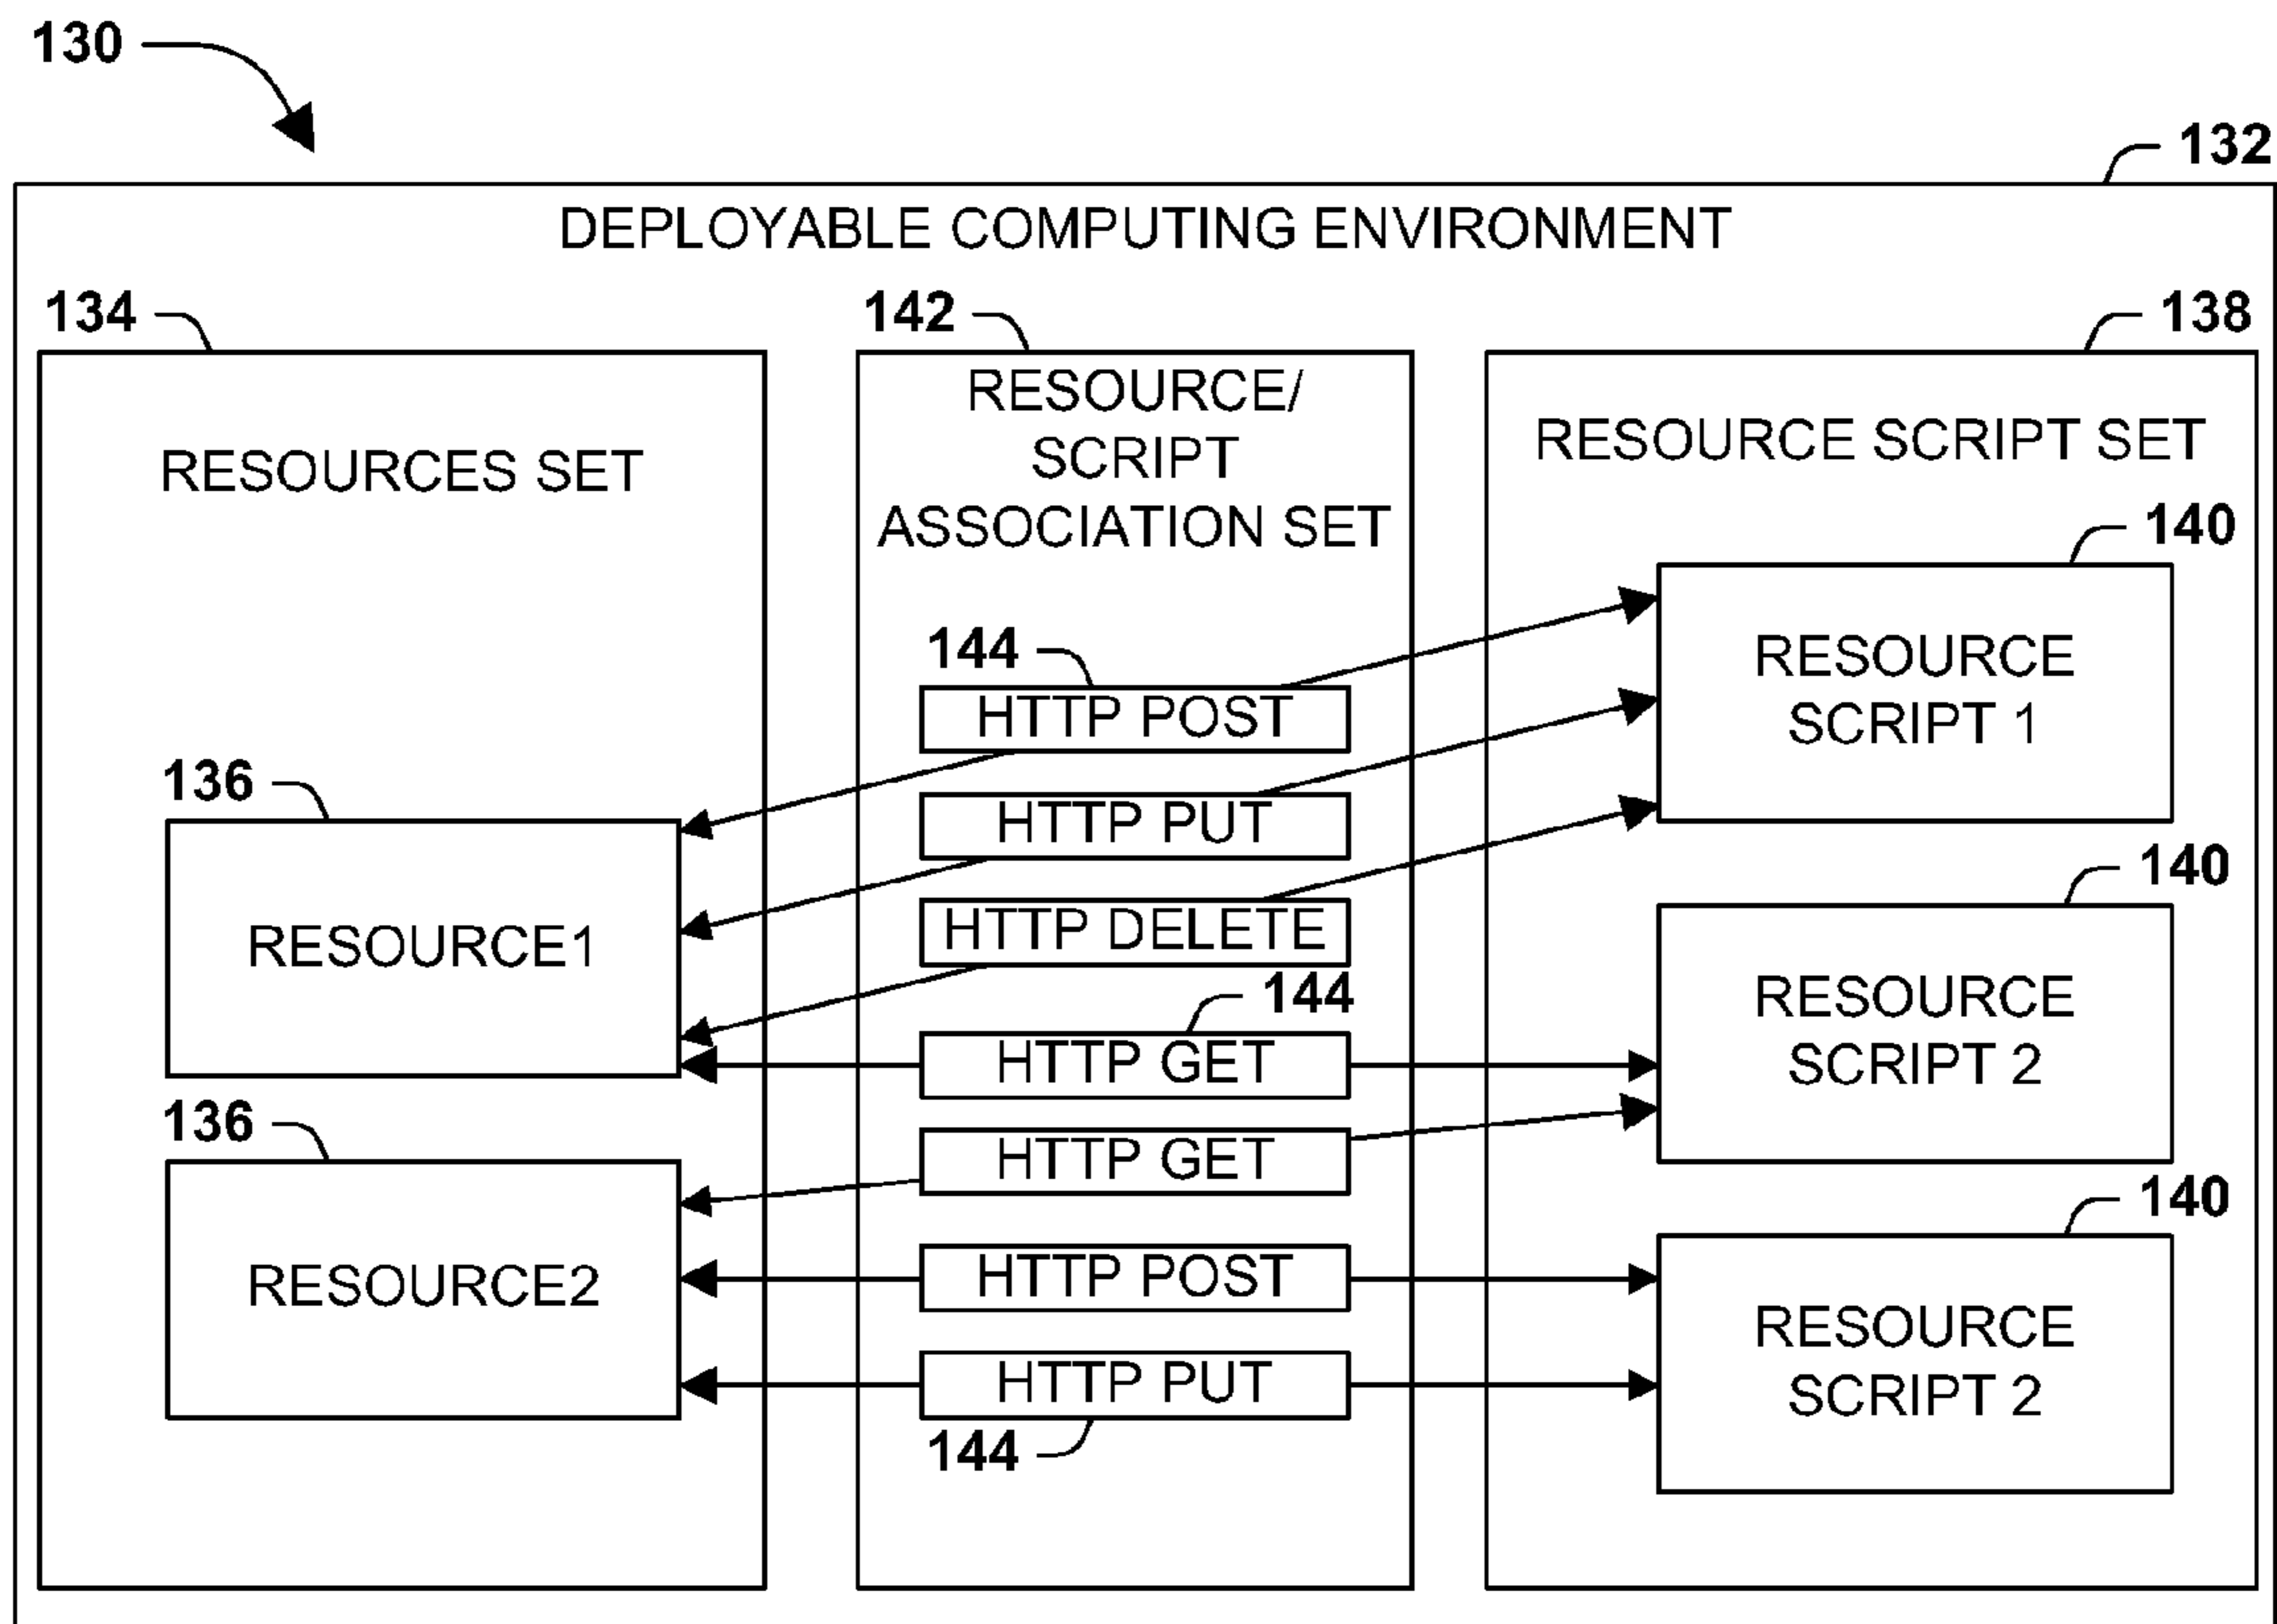 130
132
DEPLOYABLE COMPUTING ENVIRONMENT
134
RESOURCES SET
136
RESOURCE1
136
RESOURCE2
142
RESOURCE/
SCRIPT
ASSOCIATION SET
144
HTTP POST
HTTP PUT
HTTP DELETE
144
HTTP GET
HTTP GET
HTTP POST
HTTP PUT
144
138
RESOURCE SCRIPT SET
140
RESOURCE
SCRIPT 1
140
RESOURCE
SCRIPT 2
140
RESOURCE
SCRIPT 2